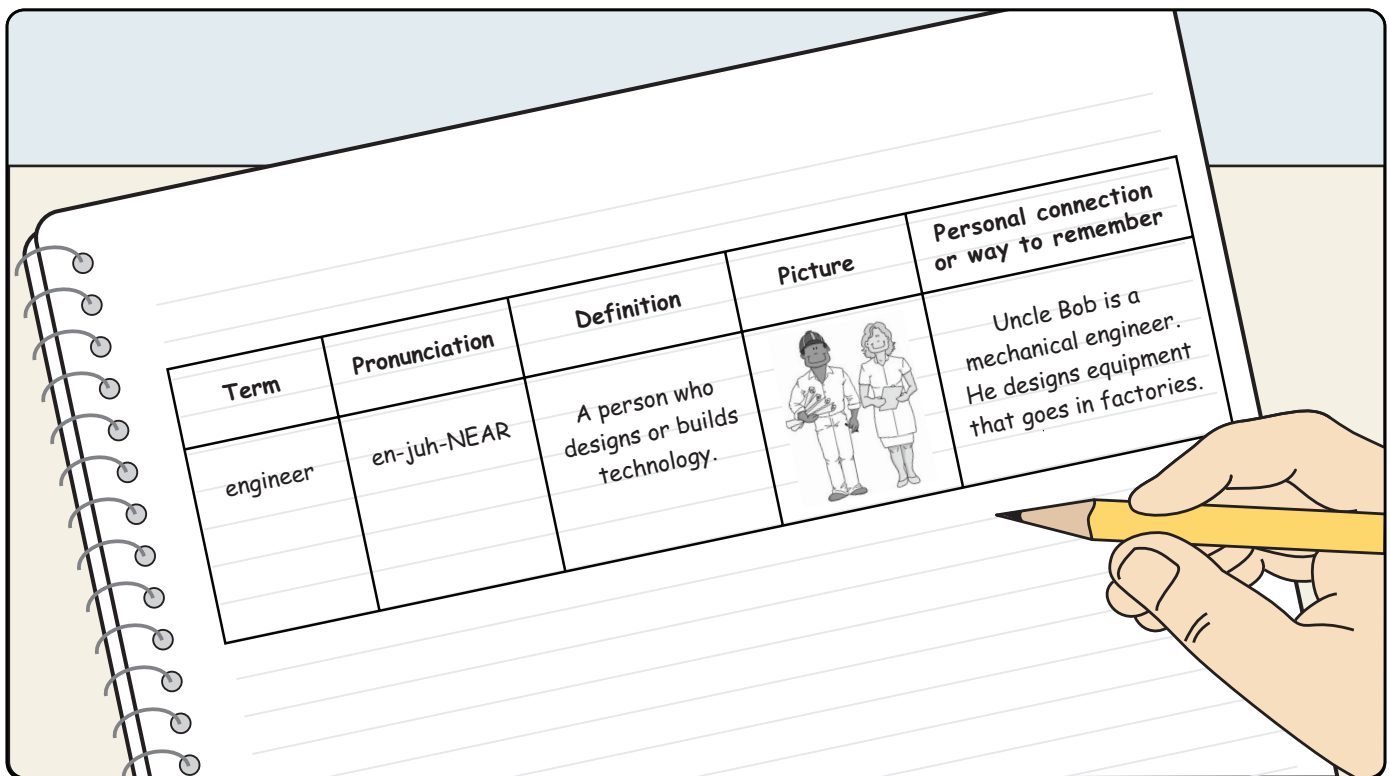 Term
Pronunciation
Definition
Picture
Personal connection
or way to remember
engineer
en-juh-NEAR
A person who
designs or builds
technology.
Uncle Bob is a
mechanical engineer.
He designs equipment
that goes in factories.